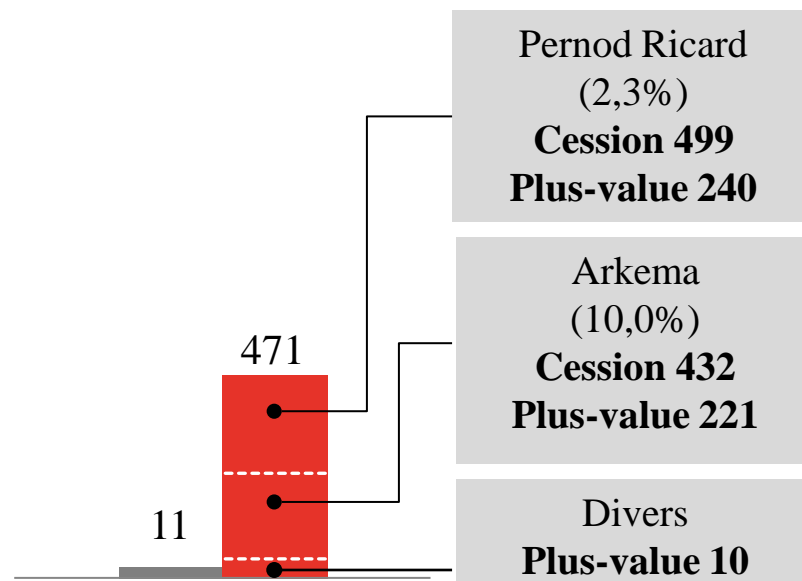 Pernod Ricard
(2,3%)
Cession 499
Plus-value 240
Arkema
(10,0%)
Cession 432
Plus-value 221
471
11
Divers
Plus-value 10